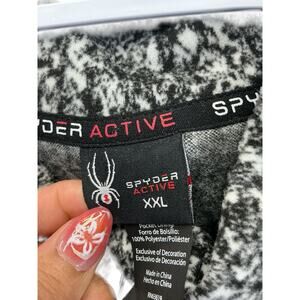 SPYDER ACTIVE SPY
SPYDER
ACTIVE
XXL
Pocket Lining/
Forro de Bolsillo:
100% Polyester/Poliéster
Exclusive of Decoration
Exclusivo de Decoración
Made in China
Hecho en China